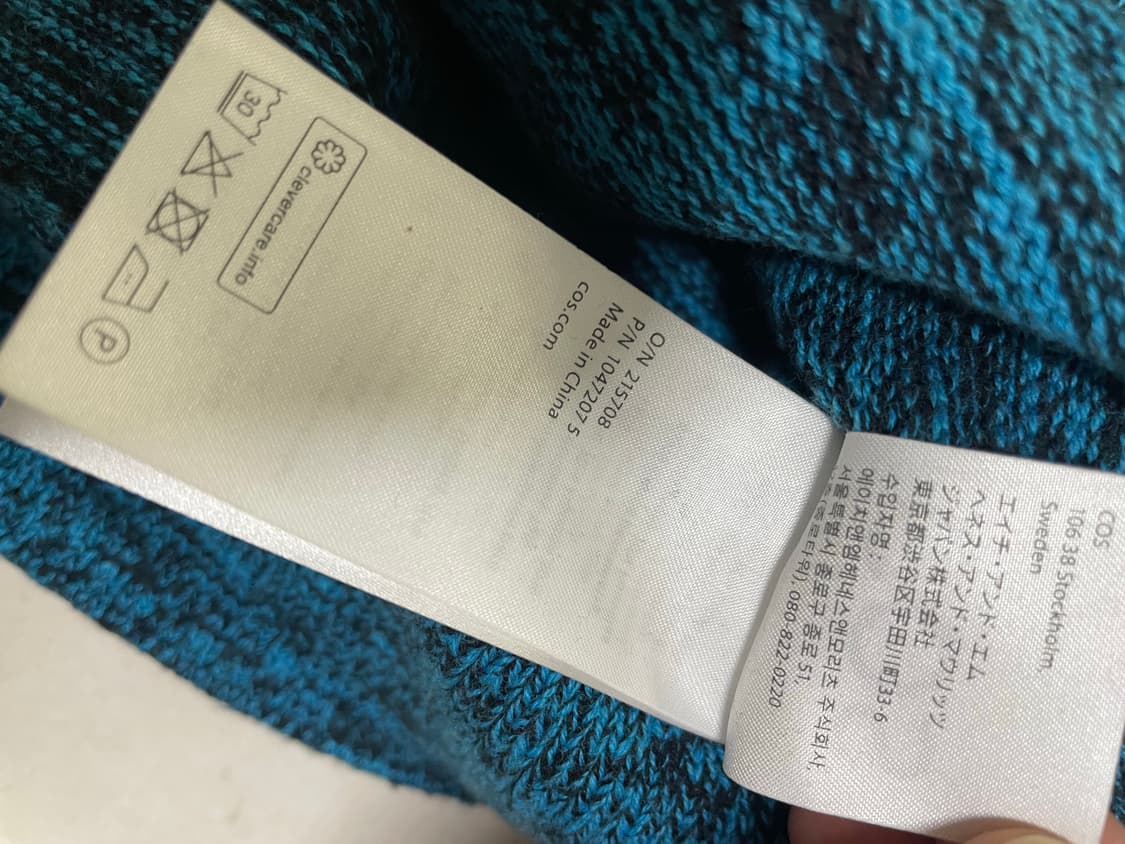 30
P
clevercare.info
O/N 215708
P/N 1047207 5
Made in China
cos.com
COS
106 38 Stockholm,
Sweden
エイチ・アンド・エム
ヘネス・アンド・マウリッツ
ジャパン株式会社
東京都渋谷区宇田川町33-6
수입자명:
에이치엔엠헤네스앤모리츠 주식회사,
서울특별시 종로구 종로 51,
080-822-0220